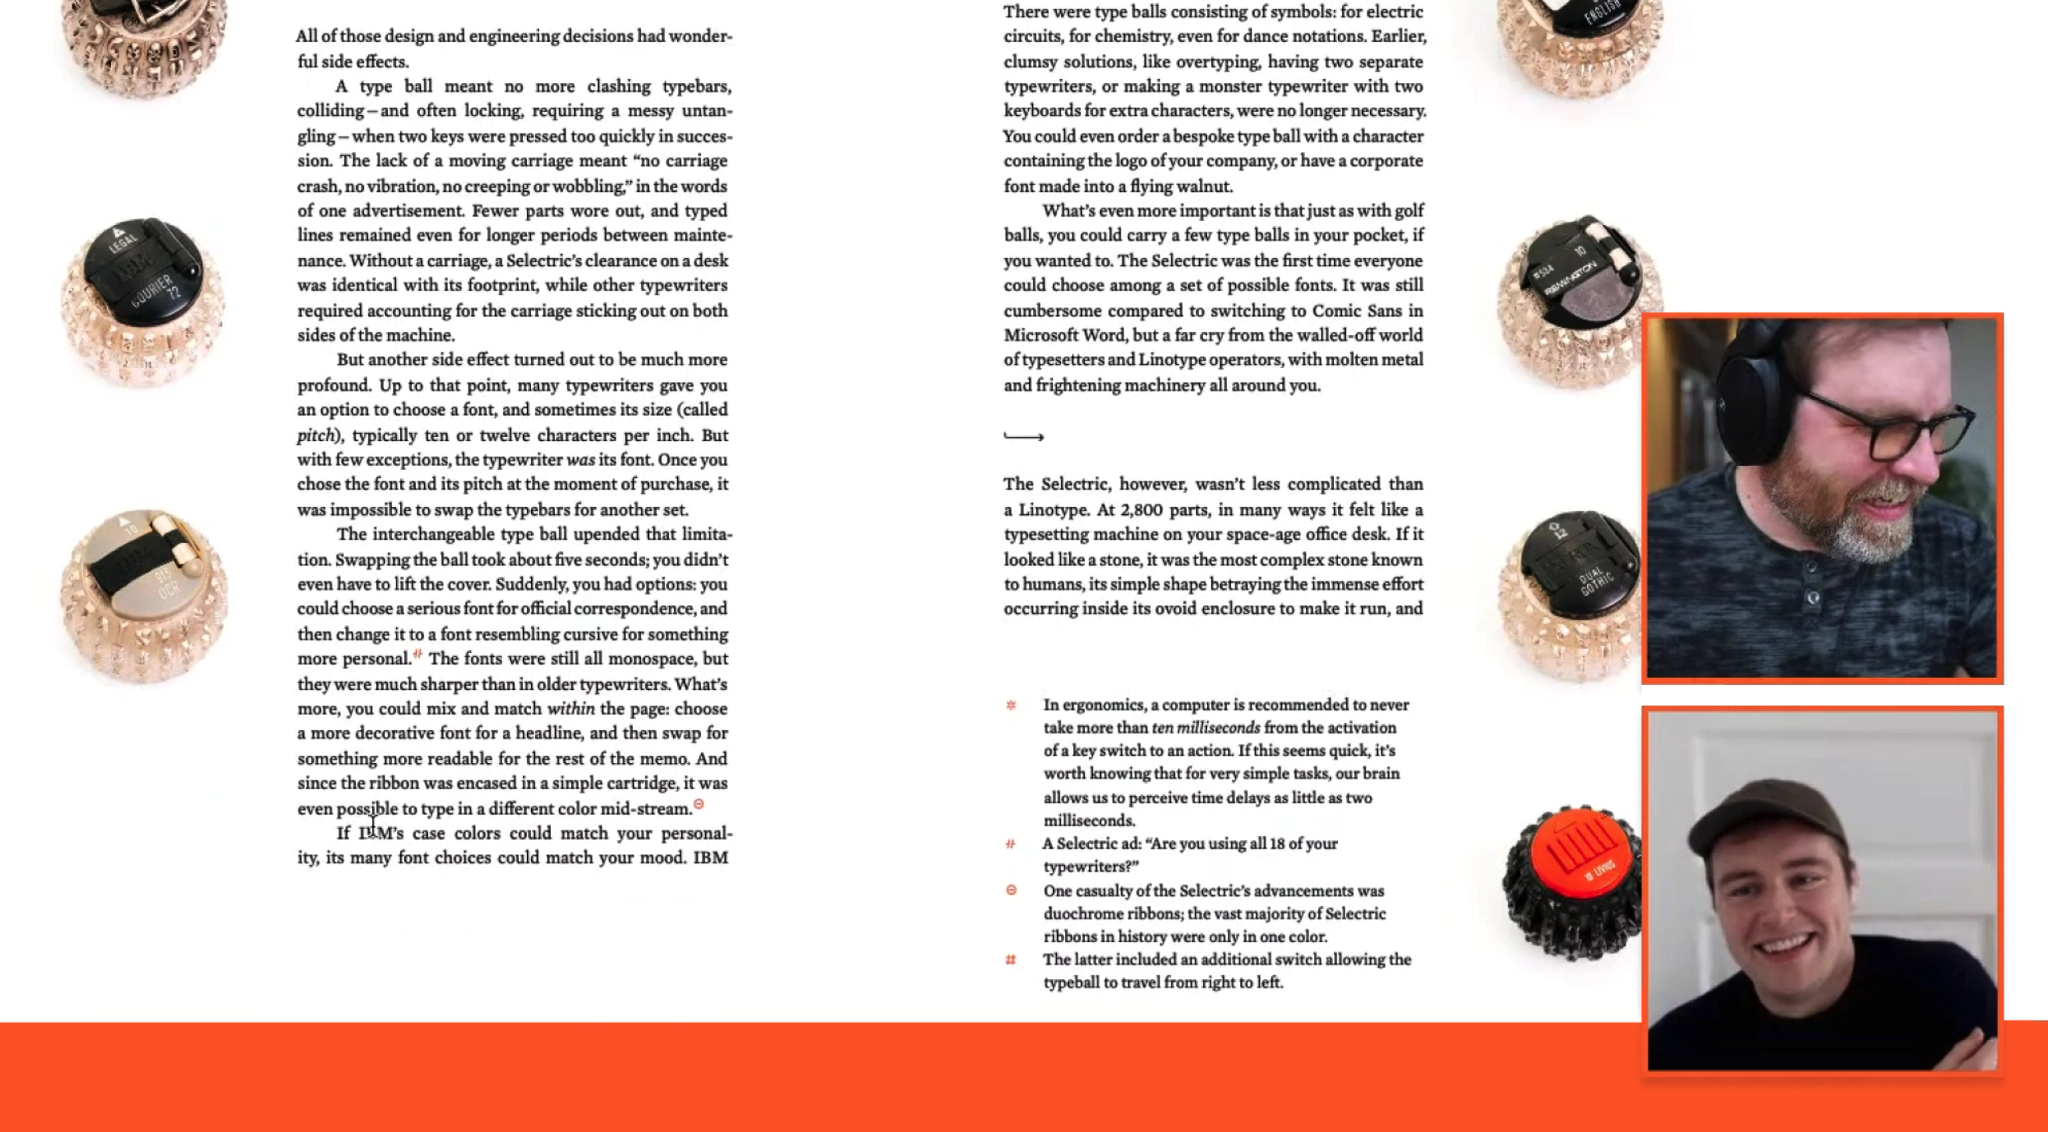 All of those design and engineering decisions had wonder-
ful side effects.
A type ball meant no more clashing typebars,
colliding—and often locking, requiring a messy untan-
gling—when two keys were pressed too quickly in succes-
sion. The lack of a moving carriage meant “no carriage
crash, no vibration, no creeping or wobbling,” in the words
of one advertisement. Fewer parts wore out, and typed
lines remained even for longer periods between mainte-
nance. Without a carriage, a Selectric’s clearance on a desk
was identical with its footprint, while other typewriters
required accounting for the carriage sticking out on both
sides of the machine.
But another side effect turned out to be much more
profound. Up to that point, many typewriters gave you
an option to choose a font, and sometimes its size (called
pitch), typically ten or twelve characters per inch. But
with few exceptions, the typewriter was its font. Once you
chose the font and its pitch at the moment of purchase, it
was impossible to swap the typebars for another set.
The interchangeable type ball upended that limita-
tion. Swapping the ball took about five seconds; you didn’t
even have to lift the cover. Suddenly, you had options: you
could choose a serious font for official correspondence, and
then change it to a font resembling cursive for something
more personal. The fonts were still all monospace, but
they were much sharper than in older typewriters. What’s
more, you could mix and match within the page: choose
a more decorative font for a headline, and then swap for
something more readable for the rest of the memo. And
since the ribbon was encased in a simple cartridge, it was
even possible to type in a different color mid-stream.⊖
If IBM’s case colors could match your personal-
ity, its many font choices could match your mood. IBM
There were type balls consisting of symbols: for electric
circuits, for chemistry, even for dance notations. Earlier,
clumsy solutions, like overtyping, having two separate
typewriters, or making a monster typewriter with two
keyboards for extra characters, were no longer necessary.
You could even order a bespoke type ball with a character
containing the logo of your company, or have a corporate
font made into a flying walnut.
What’s even more important is that just as with golf
balls, you could carry a few type balls in your pocket, if
you wanted to. The Selectric was the first time everyone
could choose among a set of possible fonts. It was still
cumbersome compared to switching to Comic Sans in
Microsoft Word, but a far cry from the walled-off world
of typesetters and Linotype operators, with molten metal
and frightening machinery all around you.
The Selectric, however, wasn’t less complicated than
a Linotype. At 2,800 parts, in many ways it felt like a
typesetting machine on your space-age office desk. If it
looked like a stone, it was the most complex stone known
to humans, its simple shape betraying the immense effort
occurring inside its ovoid enclosure to make it run, and
✲ In ergonomics, a computer is recommended to never
take more than ten milliseconds from the activation
of a key switch to an action. If this seems quick, it’s
worth knowing that for very simple tasks, our brain
allows us to perceive time delays as little as two
milliseconds.
A Selectric ad: “Are you using all 18 of your
typewriters?”
⊖ One casualty of the Selectric’s advancements was
duochrome ribbons; the vast majority of Selectric
ribbons in history were only in one color.
# The latter included an additional switch allowing the
typeball to travel from right to left.
LEGAL
IBM
COURIER
72
10
OCR
ENGLISH
10
REMINGTON
12
DUAL
GOTHIC